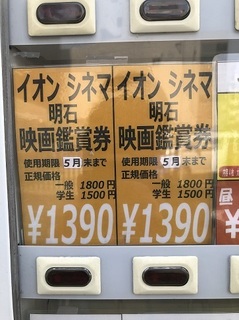 イオン シネマ
明石
映画鑑賞券
使用期限 5月 末まで
正規価格
一般 1800円
学生 1500円
¥1390
イオン シネマ
明石
映画鑑賞券
使用期限 5月 末まで
正規価格
一般 1800円
学生 1500円
¥1390